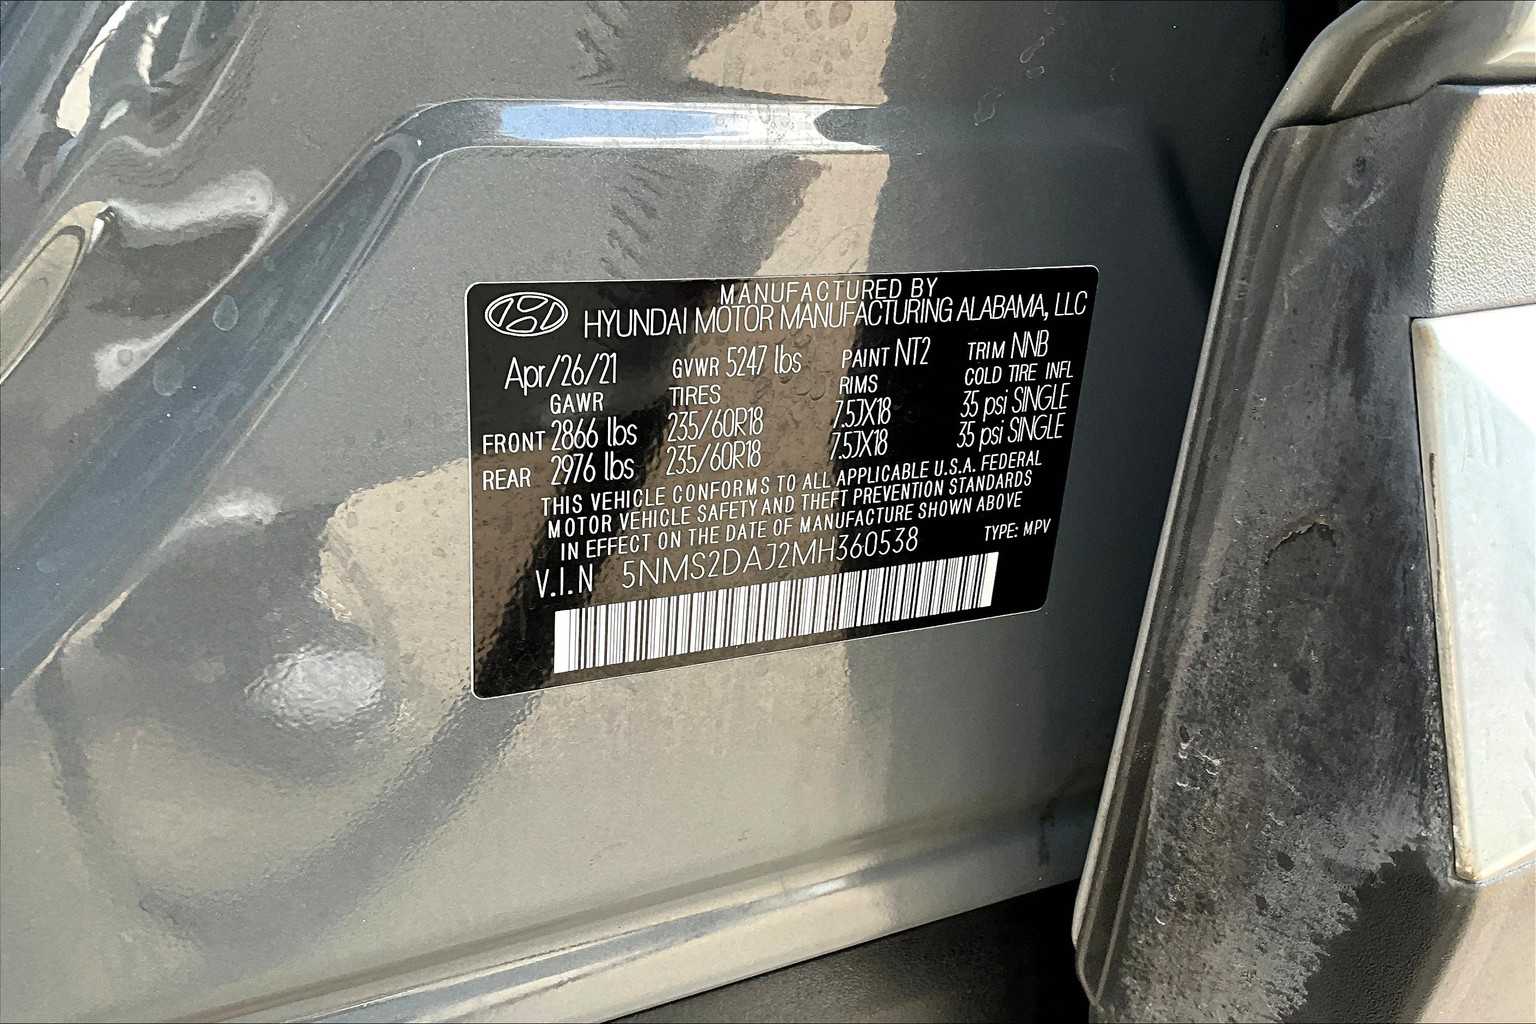 MANUFACTURED BY
HYUNDAI MOTOR MANUFACTURING ALABAMA, LLC
Apr/26/21 GVWR 5247 lbs PAINT NT2 TRIM NNB
GAWR TIRES RIMS COLD TIRE INFL
FRONT 2866 lbs 235/60R18 7.5JX18 35 psi SINGLE
REAR 2976 lbs 235/60R18 7.5JX18 35 psi SINGLE
THIS VEHICLE CONFORMS TO ALL APPLICABLE U.S.A. FEDERAL
MOTOR VEHICLE SAFETY AND THEFT PREVENTION STANDARDS
IN EFFECT ON THE DATE OF MANUFACTURE SHOWN ABOVE
V.I.N 5NMS2DAJ2MH360538 TYPE: MPV